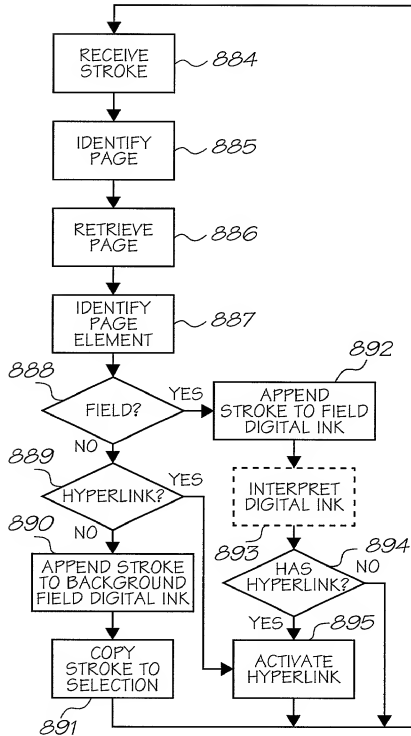 RECEIVE
STROKE
884
IDENTIFY
PAGE
885
RETRIEVE
PAGE
886
IDENTIFY
PAGE
ELEMENT
887
888
FIELD?
YES
NO
892
APPEND
STROKE TO FIELD
DIGITAL INK
889
HYPERLINK?
YES
NO
INTERPRET
DIGITAL INK
893
890
APPEND STROKE
TO BACKGROUND
FIELD DIGITAL INK
894
HAS
HYPERLINK?
NO
YES
895
ACTIVATE
HYPERLINK
COPY
STROKE TO
SELECTION
891